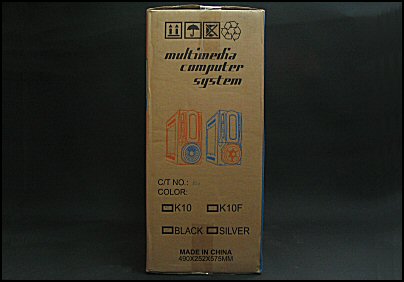 multimedia
computer
system
C/T NO.:
COLOR:
K10 K10F
BLACK SILVER
MADE IN CHINA
490X252X575MM